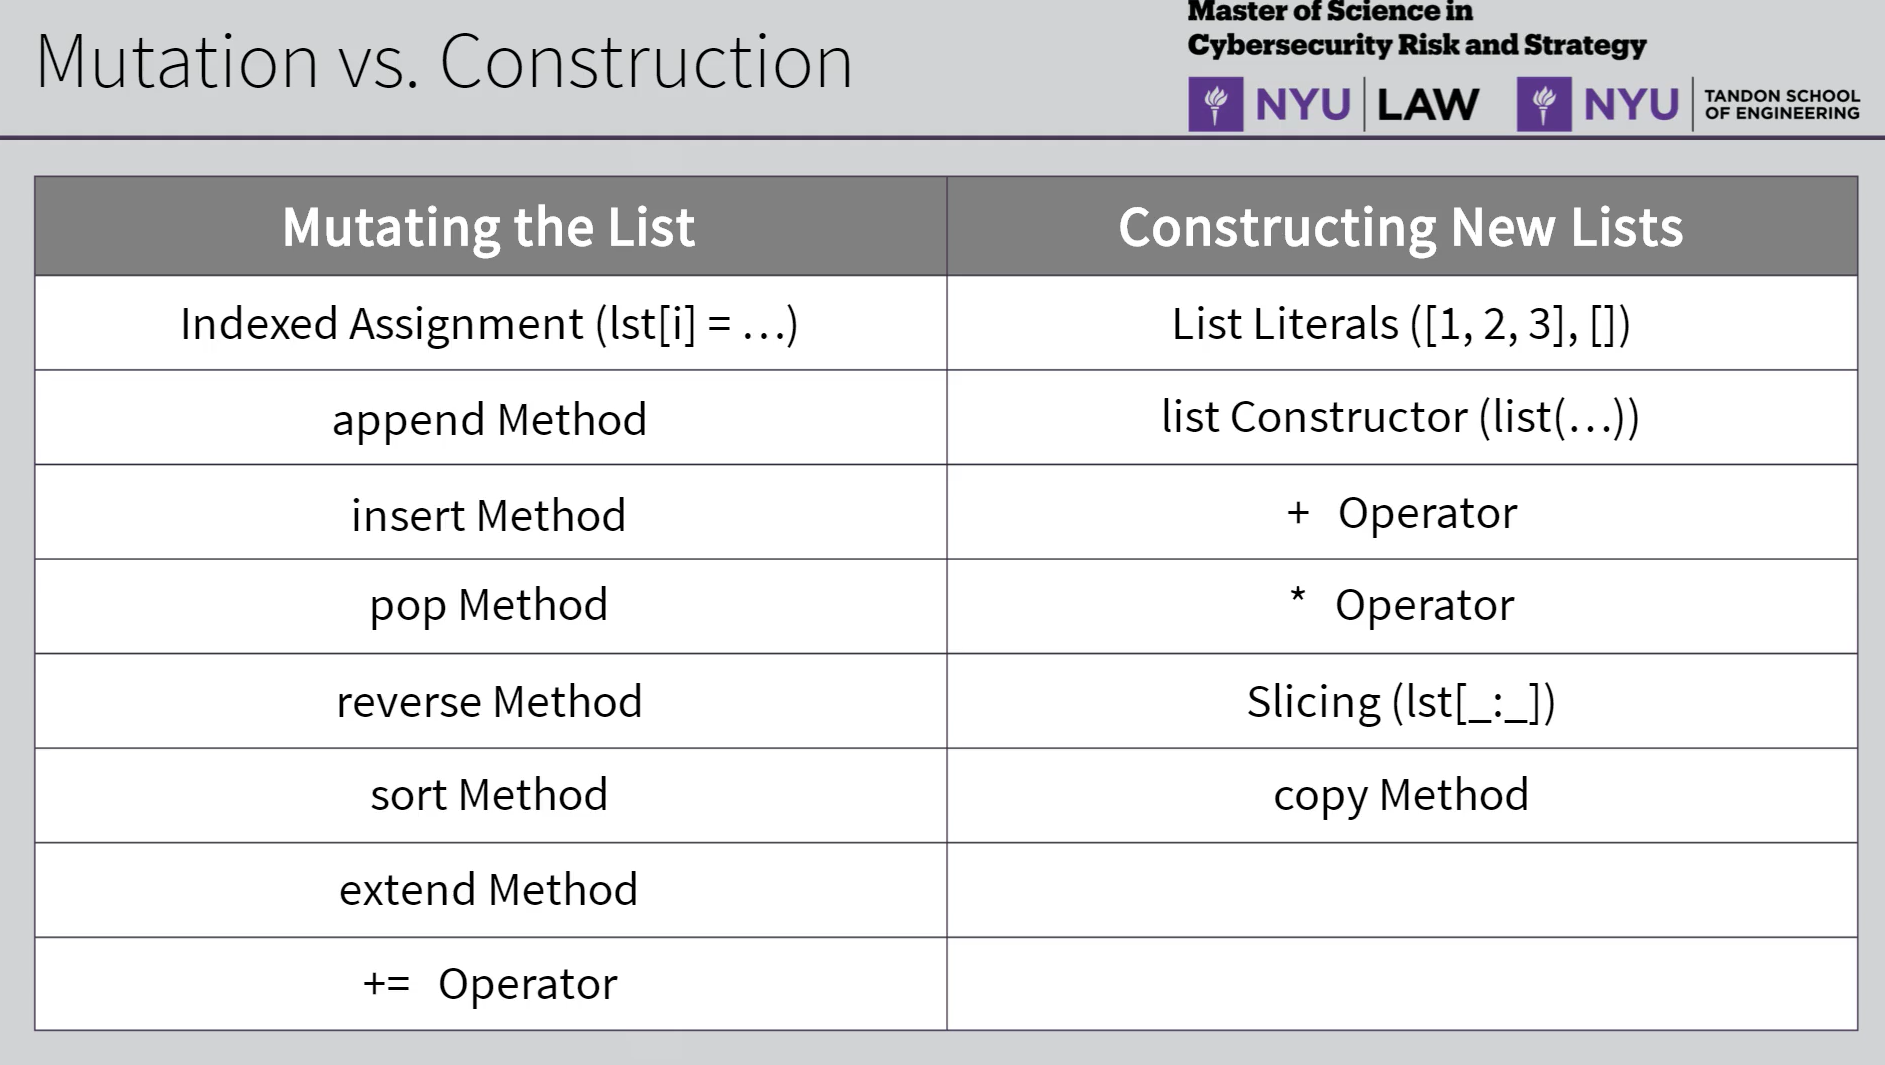 Mutation vs. Construction
Master of Science in
Cybersecurity Risk and Strategy
NYU LAW
NYU TANDON SCHOOL
OF ENGINEERING
Mutating the List
Constructing New Lists
Indexed Assignment (lst[i] = …)
List Literals ([1, 2, 3], [])
append Method
list Constructor (list(…))
insert Method
+ Operator
pop Method
* Operator
reverse Method
Slicing (lst[_:_])
sort Method
copy Method
extend Method
+= Operator